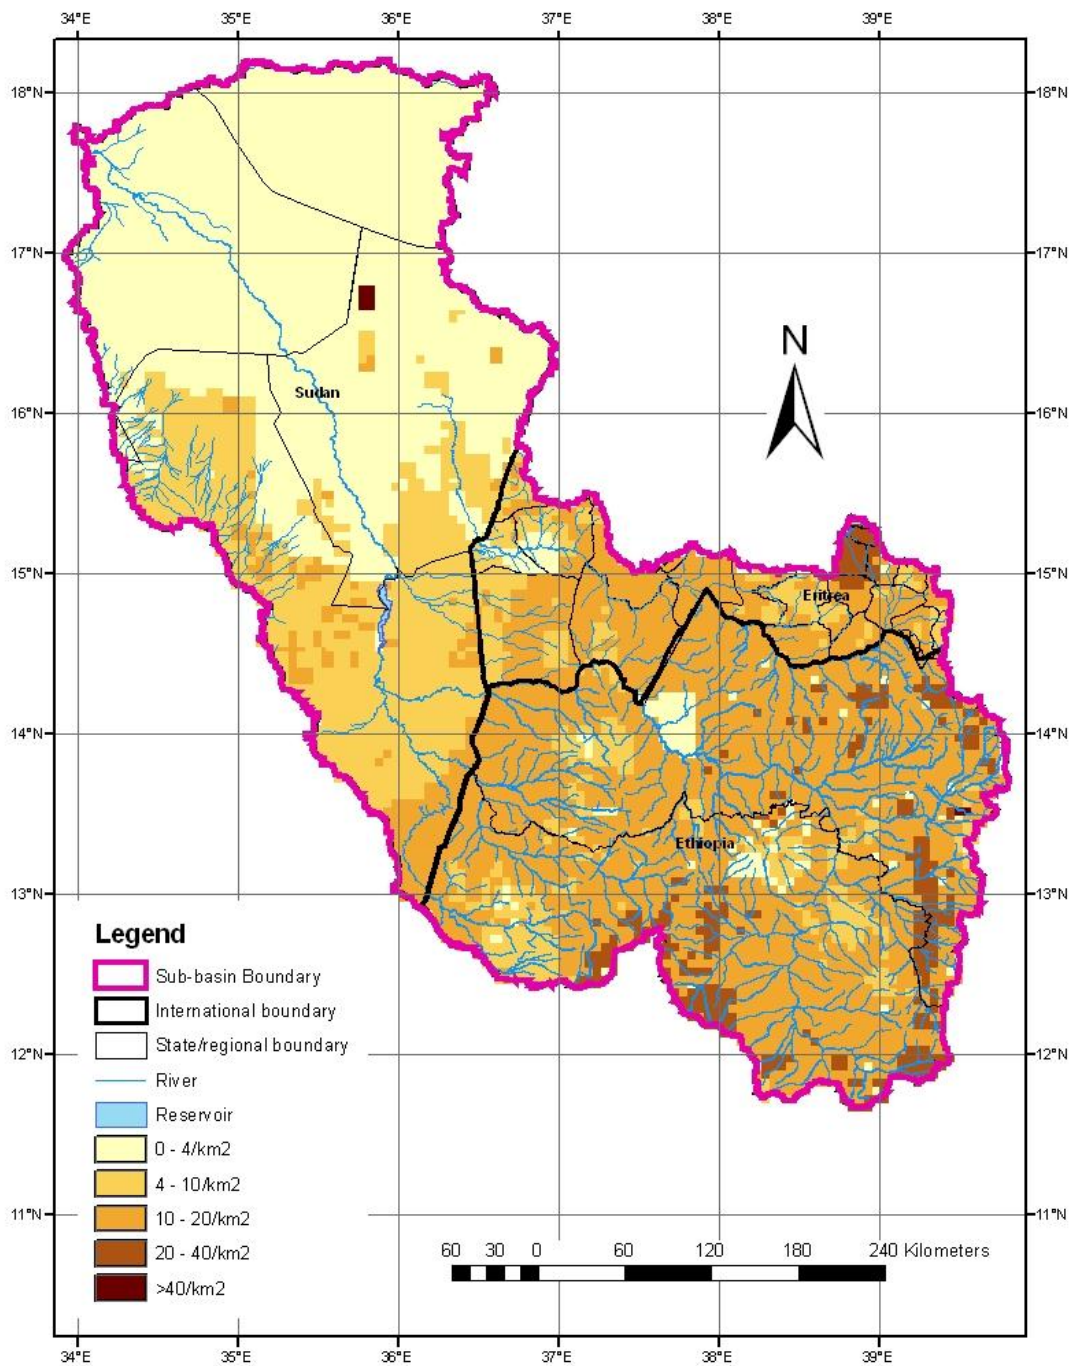 34°E 35°E 36°E 37°E 38°E 39°E
18°N 18°N
17°N 17°N
N
Sudan
16°N 16°N
15°N 15°N
Eritrea
14°N 14°N
Ethiopia
13°N 13°N
Legend
Sub-basin Boundary
International boundary
State/regional boundary
12°N 12°N
River
Reservoir
0 - 4/km2
4 - 10/km2
11°N 11°N
10 - 20/km2
20 - 40/km2
60 30 0 60 120 180 240 Kilometers
>40/km2
34°E 35°E 36°E 37°E 38°E 39°E